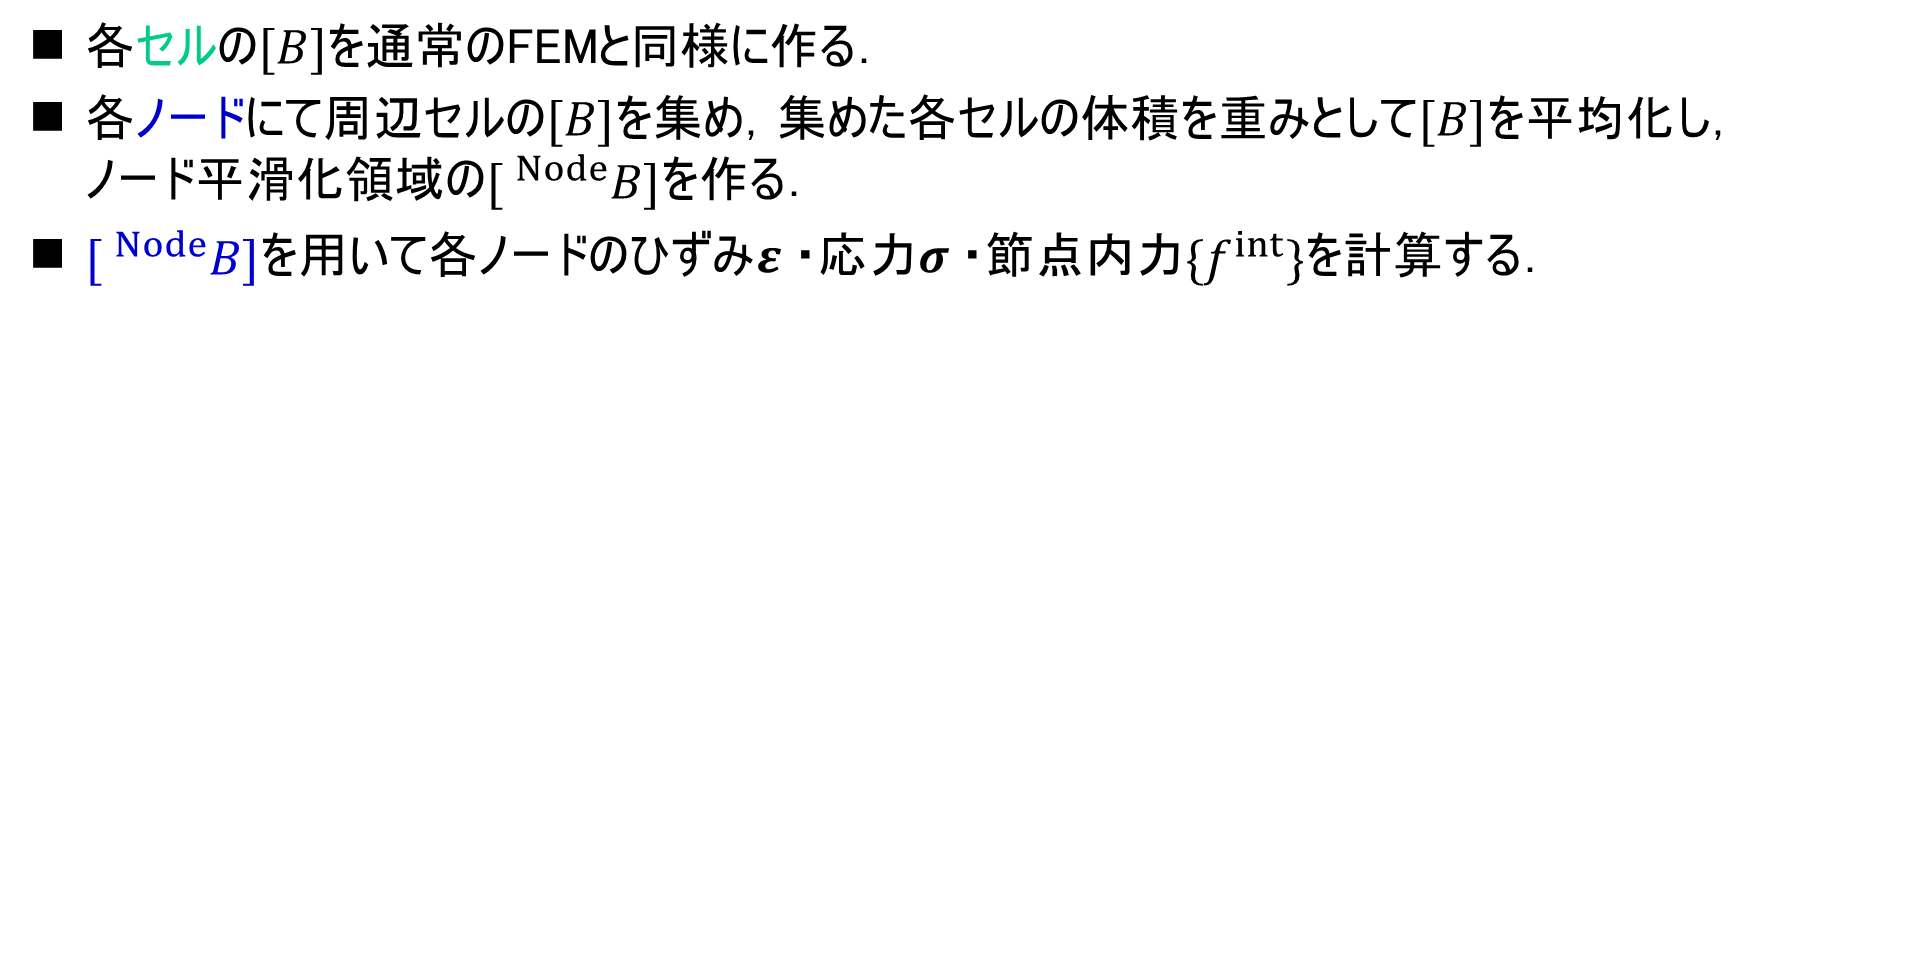 ■ 各セルの[B]を通常のFEMと同様に作る．
■ 各ノードにて周辺セルの[B]を集め，集めた各セルの体積を重みとして[B]を平均化し，
ノード平滑化領域の[ᴺᵒᵈᵉB]を作る．
■ [ᴺᵒᵈᵉB]を用いて各ノードのひずみε・応力σ・節点内力{fⁱⁿᵗ}を計算する．